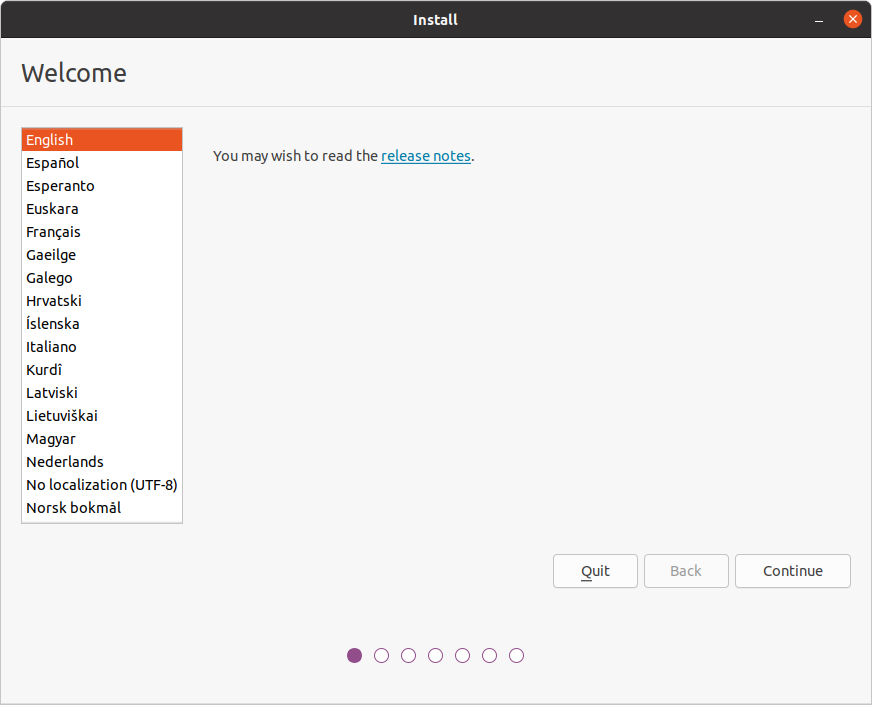 Install
Welcome
English
Español
Esperanto
Euskara
Français
Gaeilge
Galego
Hrvatski
Íslenska
Italiano
Kurdî
Latviski
Lietuviškai
Magyar
Nederlands
No localization (UTF-8)
Norsk bokmål
You may wish to read the release notes.
Quit
Back
Continue